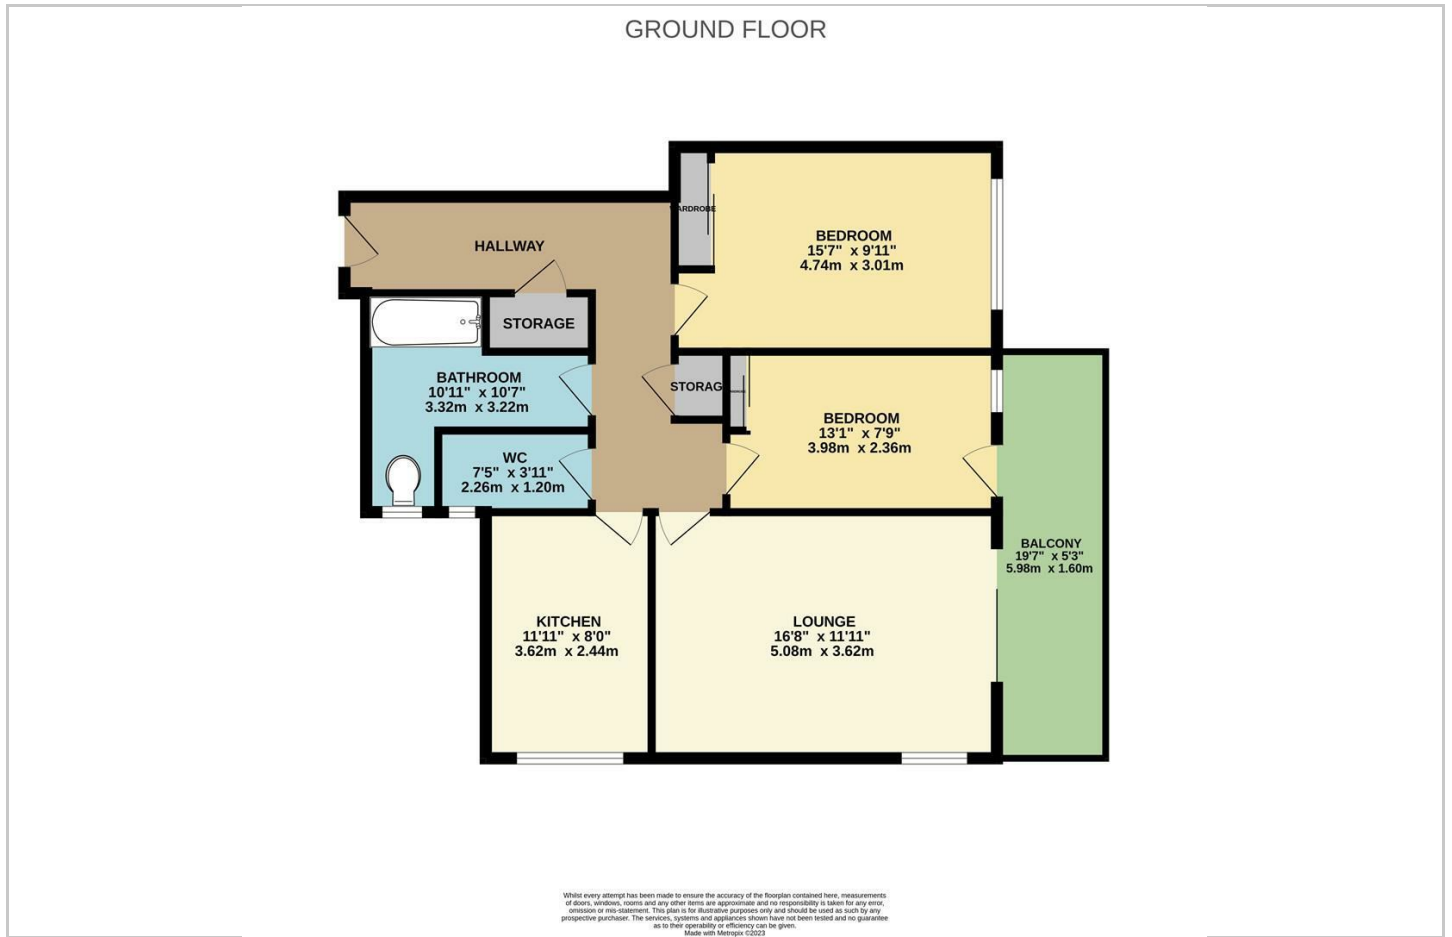 GROUND FLOOR
ARDROBE
BEDROOM
15'7" x 9'11"
4.74m x 3.01m
HALLWAY
STORAGE
BATHROOM
10'11" x 10'7"
3.32m x 3.22m
STORAG
BEDROOM
13'1" x 7'9"
3.98m x 2.36m
WC
7'5" x 3'11"
2.26m x 1.20m
BALCONY
19'7" x 5'3"
5.98m x 1.60m
KITCHEN
11'11" x 8'0"
3.62m x 2.44m
LOUNGE
16'8" x 11'11"
5.08m x 3.62m
Whilst every attempt has been made to ensure the accuracy of the floorplan contained here, measurements
of doors, windows, rooms and any other items are approximate and no responsibility is taken for any error,
omission or mis-statement. This plan is for illustrative purposes only and should be used as such by any
prospective purchaser. The services, systems and appliances shown have not been tested and no guarantee
as to their operability or efficiency can be given.
Made with Metropix ©2023